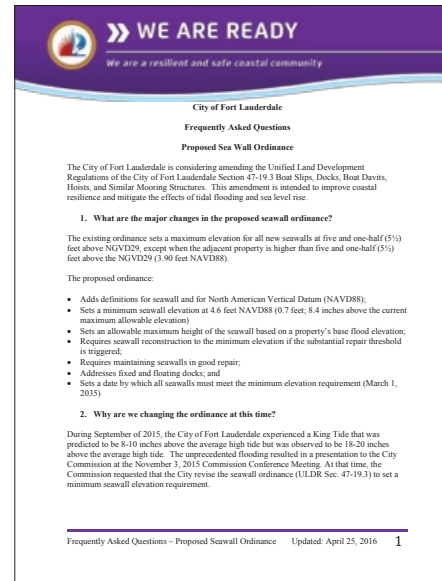 WE ARE READY
We are a resilient and safe coastal community
City of Fort Lauderdale
Frequently Asked Questions
Proposed Sea Wall Ordinance
The City of Fort Lauderdale is considering amending the Unified Land Development
Regulations of the City of Fort Lauderdale Section 47-19.3 Boat Slips, Docks, Boat Davits,
Hoists, and Similar Mooring Structures. This amendment is intended to improve coastal
resilience and mitigate the effects of tidal flooding and sea level rise.
1. What are the major changes in the proposed seawall ordinance?
The existing ordinance sets a maximum elevation for all new seawalls at five and one-half (5½)
feet above NGVD29, except when the adjacent property is higher than five and one-half (5½)
feet above the NGVD29 (3.90 feet NAVD88).
The proposed ordinance:
• Adds definitions for seawall and for North American Vertical Datum (NAVD88);
• Sets a minimum seawall elevation at 4.6 feet NAVD88 (0.7 feet; 8.4 inches above the current
maximum allowable elevation)
• Sets an allowable maximum height of the seawall based on a property's base flood elevation;
• Requires seawall reconstruction to the minimum elevation if the substantial repair threshold
is triggered;
• Requires maintaining seawalls in good repair;
• Addresses fixed and floating docks; and
• Sets a date by which all seawalls must meet the minimum elevation requirement (March 1,
2035)
2. Why are we changing the ordinance at this time?
During September of 2015, the City of Fort Lauderdale experienced a King Tide that was
predicted to be 8-10 inches above the average high tide but was observed to be 18-20 inches
above the average high tide. The unprecedented flooding resulted in a presentation to the City
Commission at the November 3, 2015 Commission Conference Meeting. At that time, the
Commission requested that the City revise the seawall ordinance (ULDR Sec. 47-19.3) to set a
minimum seawall elevation requirement.
Frequently Asked Questions – Proposed Seawall Ordinance Updated: April 25, 2016 1